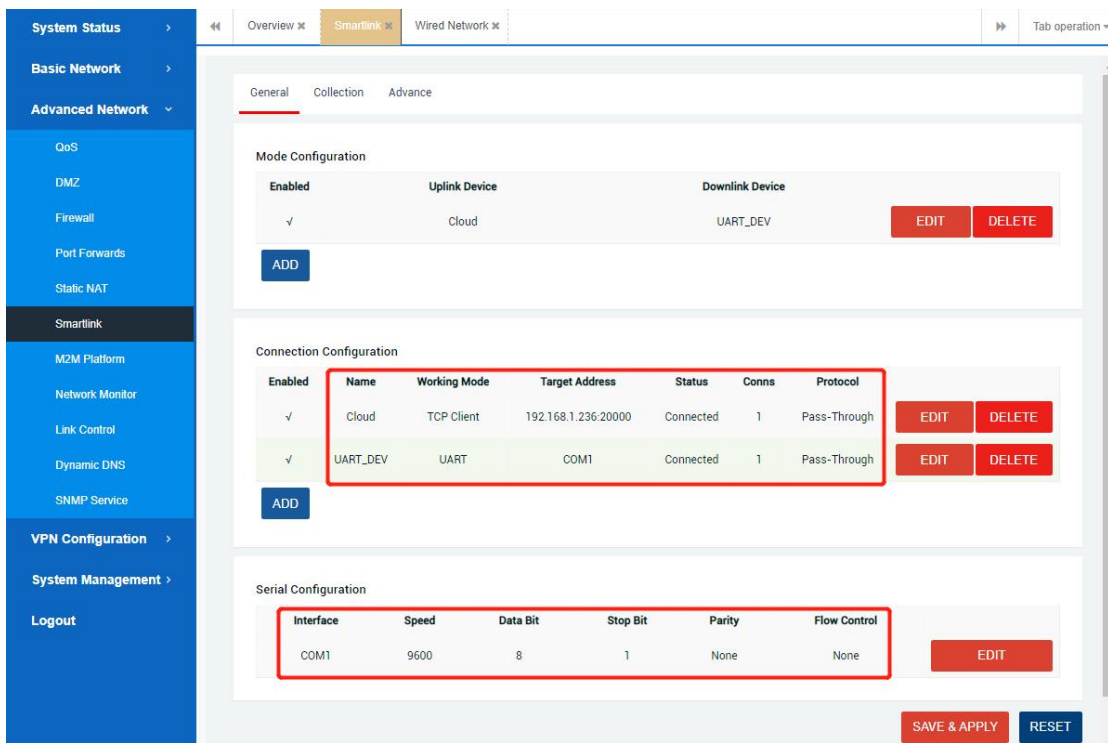 System Status
Overview Smartlink Wired Network Tab operation
Basic Network
Advanced Network
General Collection Advance
QoS
DMZ
Firewall
Port Forwards
Static NAT
Smartlink
M2M Platform
Network Monitor
Link Control
Dynamic DNS
SNMP Service
VPN Configuration
System Management
Logout
Mode Configuration
Enabled Uplink Device Downlink Device
√ Cloud UART_DEV EDIT DELETE
ADD
Connection Configuration
Enabled Name Working Mode Target Address Status Conns Protocol
√ Cloud TCP Client 192.168.1.236:20000 Connected 1 Pass-Through EDIT DELETE
√ UART_DEV UART COM1 Connected 1 Pass-Through EDIT DELETE
ADD
Serial Configuration
Interface Speed Data Bit Stop Bit Parity Flow Control
COM1 9600 8 1 None None EDIT
SAVE & APPLY RESET